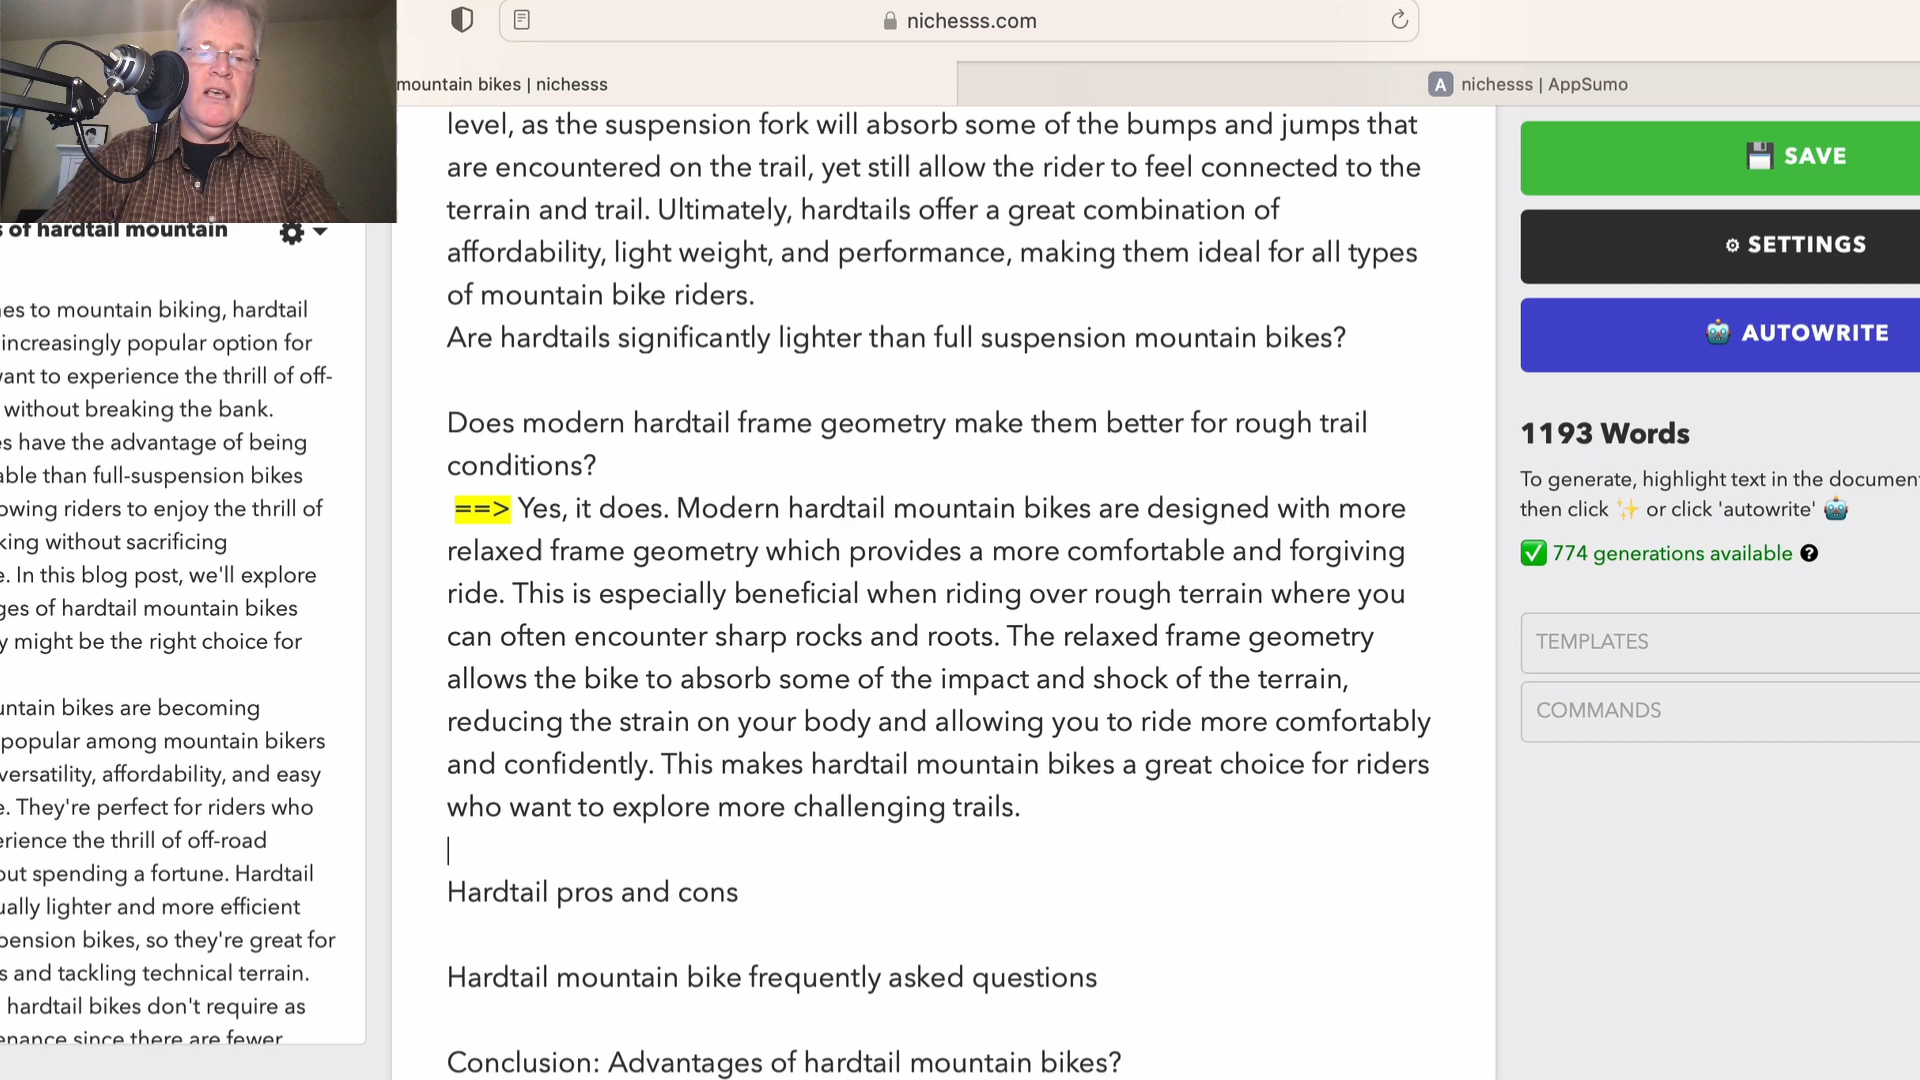 nichesss.com
mountain bikes | nichesss
A nichesss | AppSumo
level, as the suspension fork will absorb some of the bumps and jumps that
are encountered on the trail, yet still allow the rider to feel connected to the
terrain and trail. Ultimately, hardtails offer a great combination of
affordability, light weight, and performance, making them ideal for all types
of mountain bike riders.
Are hardtails significantly lighter than full suspension mountain bikes?
Does modern hardtail frame geometry make them better for rough trail
conditions?
==> Yes, it does. Modern hardtail mountain bikes are designed with more
relaxed frame geometry which provides a more comfortable and forgiving
ride. This is especially beneficial when riding over rough terrain where you
can often encounter sharp rocks and roots. The relaxed frame geometry
allows the bike to absorb some of the impact and shock of the terrain,
reducing the strain on your body and allowing you to ride more comfortably
and confidently. This makes hardtail mountain bikes a great choice for riders
who want to explore more challenging trails.
Hardtail pros and cons
Hardtail mountain bike frequently asked questions
Conclusion: Advantages of hardtail mountain bikes?
of hardtail mountain
to mountain biking, hardtail
increasingly popular option for
to experience the thrill of off-
without breaking the bank.
have the advantage of being
than full-suspension bikes
riders to enjoy the thrill of
without sacrificing
In this blog post, we'll explore
of hardtail mountain bikes
might be the right choice for
bikes are becoming
popular among mountain bikers
affordability, and easy
They're perfect for riders who
the thrill of off-road
spending a fortune. Hardtail
lighter and more efficient
bikes, so they're great for
and tackling technical terrain.
hardtail bikes don't require as
since there are fewer
SAVE
SETTINGS
AUTOWRITE
1193 Words
To generate, highlight text in the document
then click ✨ or click 'autowrite' 🤖
774 generations available
TEMPLATES
COMMANDS